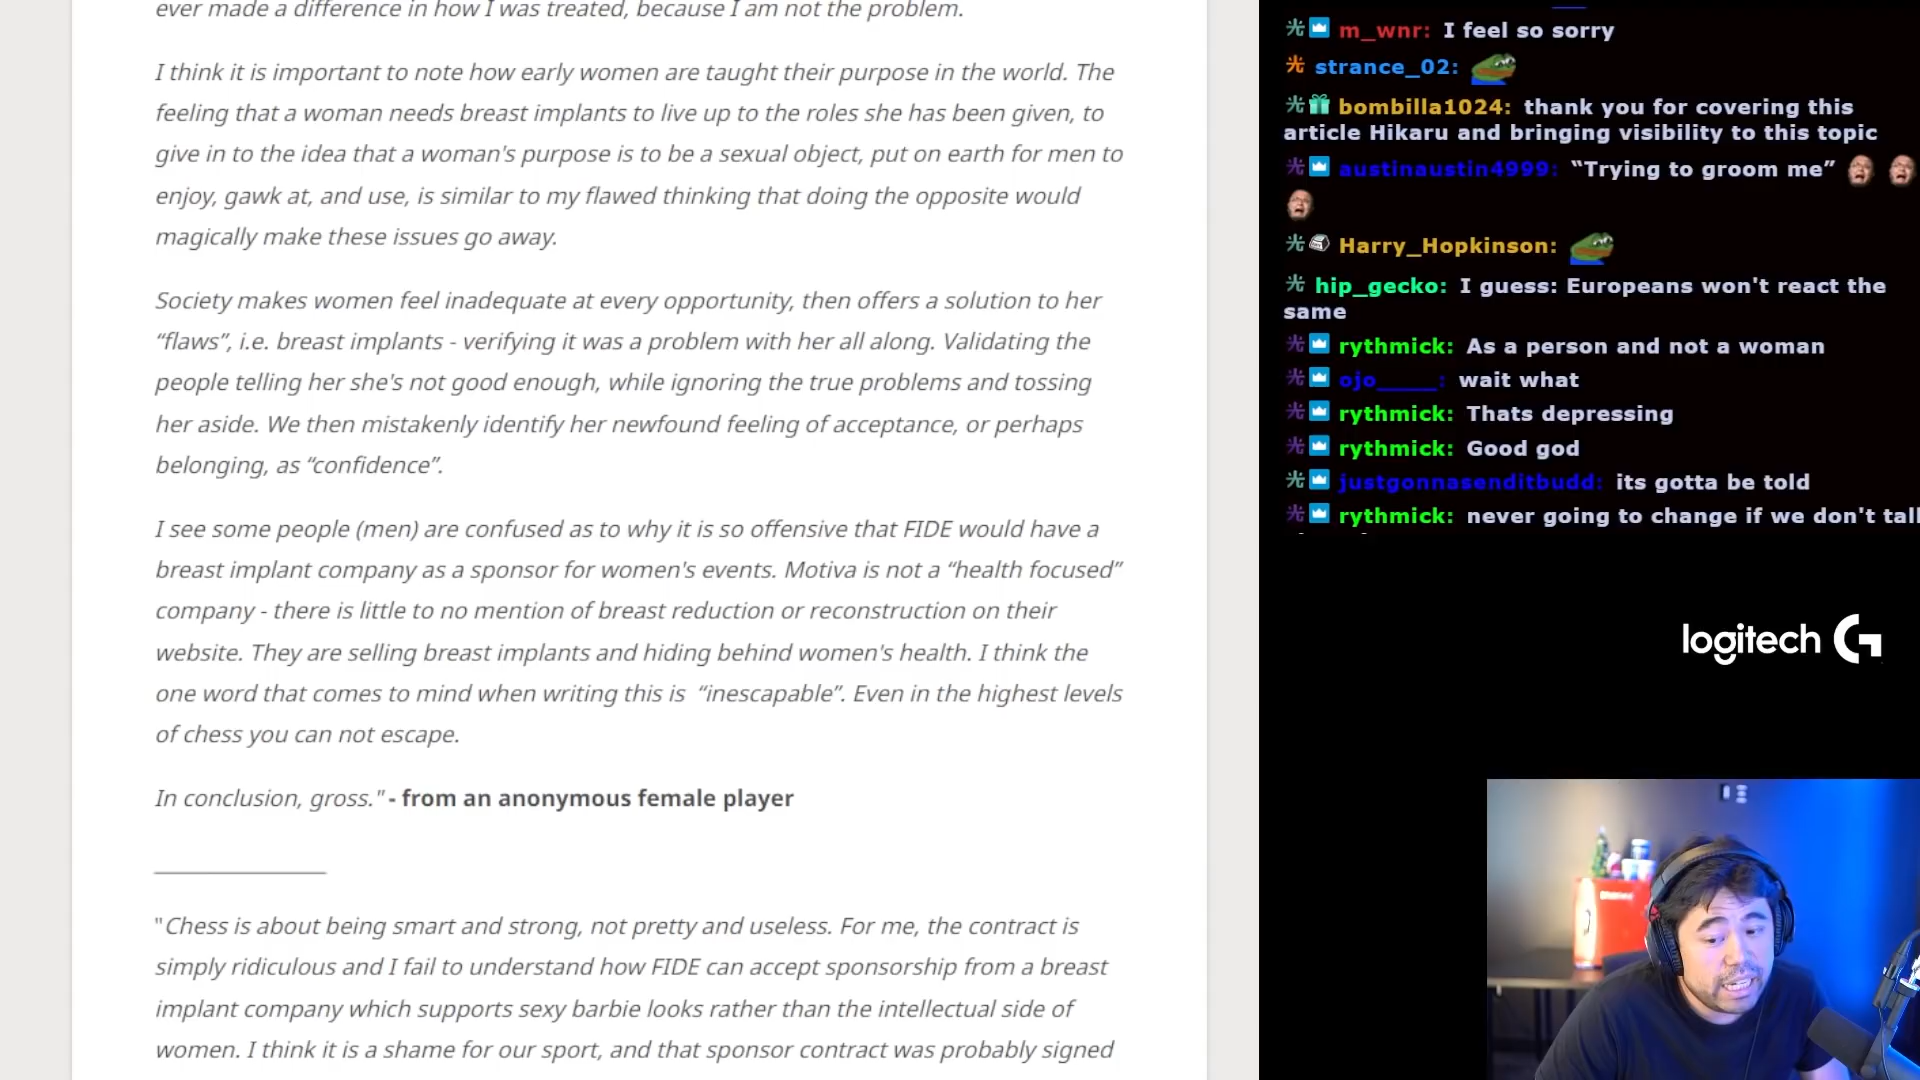 ever made a difference in how I was treated, because I am not the problem.
I think it is important to note how early women are taught their purpose in the world. The
feeling that a woman needs breast implants to live up to the roles she has been given, to
give in to the idea that a woman's purpose is to be a sexual object, put on earth for men to
enjoy, gawk at, and use, is similar to my flawed thinking that doing the opposite would
magically make these issues go away.
Society makes women feel inadequate at every opportunity, then offers a solution to her
“flaws”, i.e. breast implants - verifying it was a problem with her all along. Validating the
people telling her she's not good enough, while ignoring the true problems and tossing
her aside. We then mistakenly identify her newfound feeling of acceptance, or perhaps
belonging, as “confidence”.
I see some people (men) are confused as to why it is so offensive that FIDE would have a
breast implant company as a sponsor for women's events. Motiva is not a “health focused”
company - there is little to no mention of breast reduction or reconstruction on their
website. They are selling breast implants and hiding behind women's health. I think the
one word that comes to mind when writing this is “inescapable”. Even in the highest levels
of chess you can not escape.
In conclusion, gross." - from an anonymous female player
"Chess is about being smart and strong, not pretty and useless. For me, the contract is
simply ridiculous and I fail to understand how FIDE can accept sponsorship from a breast
implant company which supports sexy barbie looks rather than the intellectual side of
women. I think it is a shame for our sport, and that sponsor contract was probably signed
m_wnr: I feel so sorry
strance_02:
bombilla1024: thank you for covering this
article Hikaru and bringing visibility to this topic
austinaustin4999: “Trying to groom me”
Harry_Hopkinson:
hip_gecko: I guess: Europeans won't react the
same
rythmick: As a person and not a woman
ojo_____: wait what
rythmick: Thats depressing
rythmick: Good god
justgonnasenditbudd: its gotta be told
rythmick: never going to change if we don't tall
logitech G